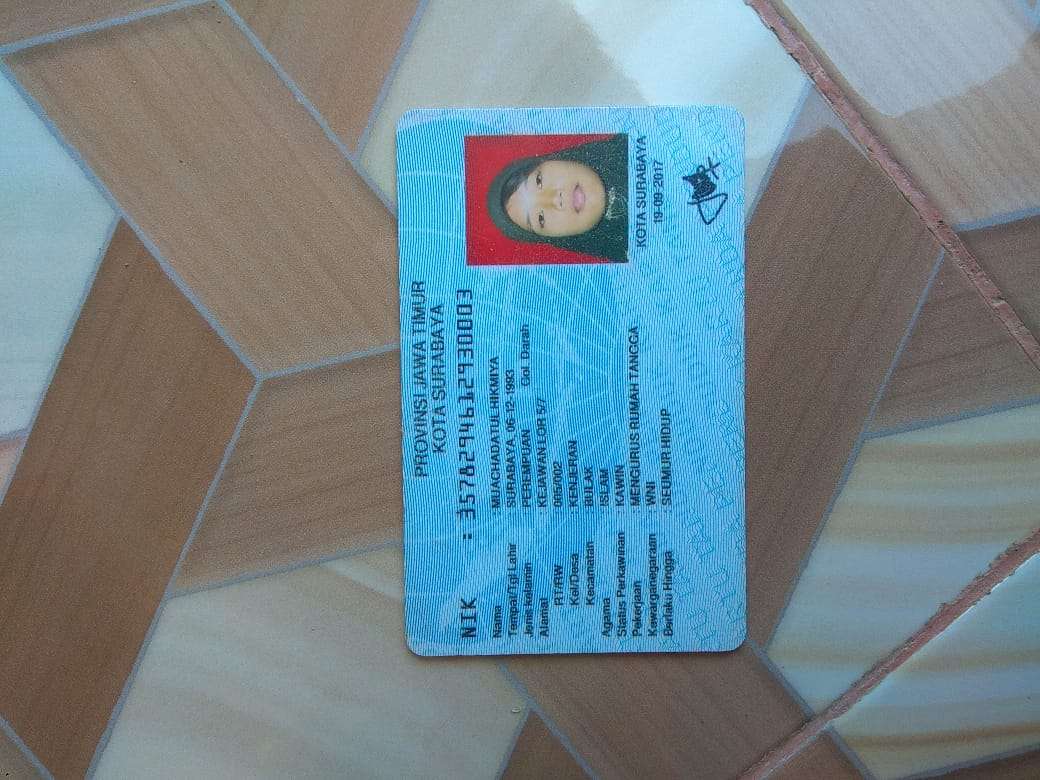 PROVINSI JAWA TIMUR
KOTA SURABAYA
NIK : 3578294612930003
Nama : MUACHADATUL HIKMIYA
Tempat/Tgl Lahir : SURABAYA, 06-12-1993
Jenis kelamin : PEREMPUAN Gol. Darah
Alamat : KEJAWAN LOR 5/7
RT/RW : 006/002
Kel/Desa : KENJERAN
Kecamatan : BULAK
Agama : ISLAM
Status Perkawinan : KAWIN
Pekerjaan : MENGURUS RUMAH TANGGA
Kewarganegaraan : WNI
Berlaku Hingga : SEUMUR HIDUP
KOTA SURABAYA
19-09-2017